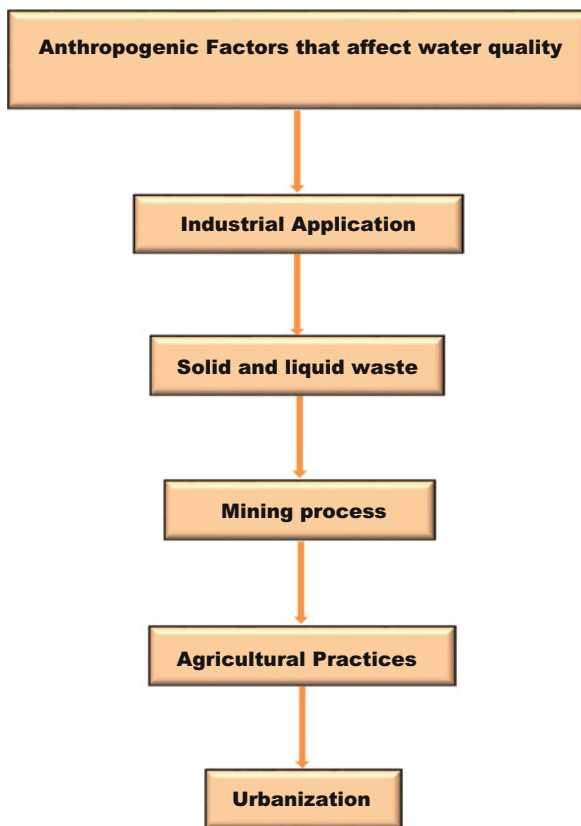 Anthropogenic Factors that affect water quality
Industrial Application
Solid and liquid waste
Mining process
Agricultural Practices
Urbanization